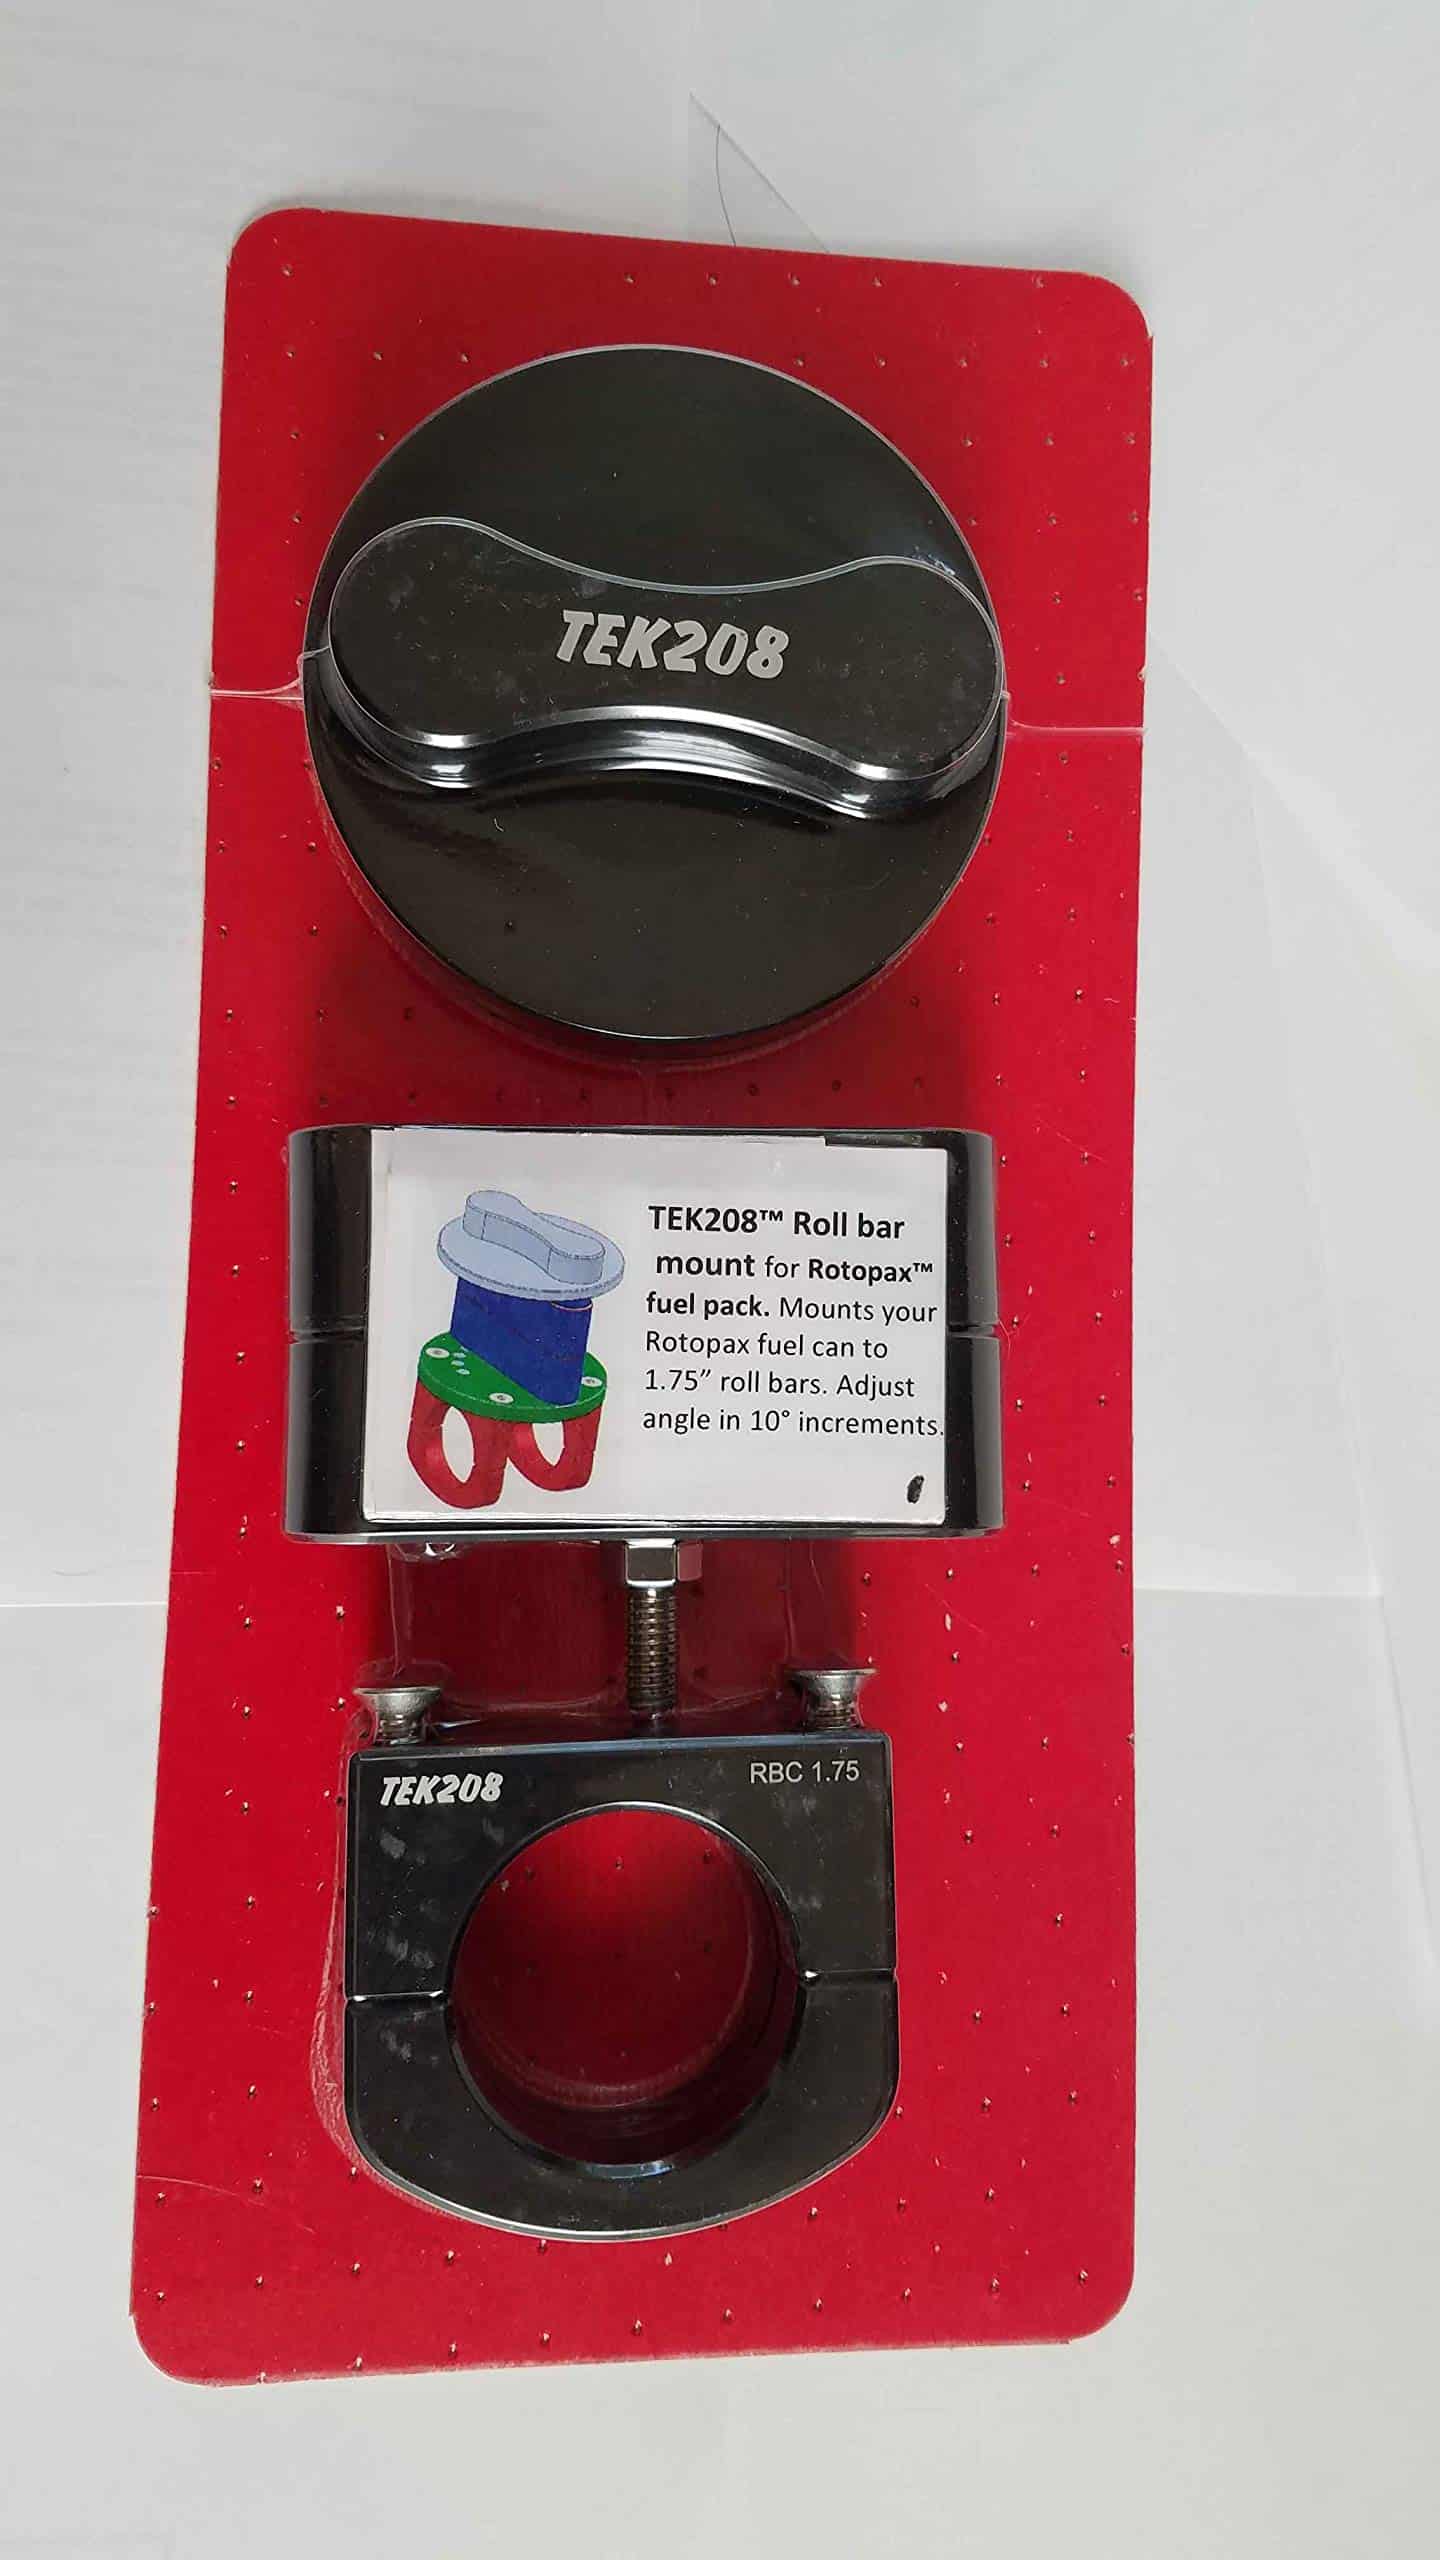 TEK208
TEK208™ Roll bar
mount for Rotopax™
fuel pack. Mounts your
Rotopax fuel can to
1.75” roll bars. Adjust
angle in 10° increments.
TEK208
RBC 1.75